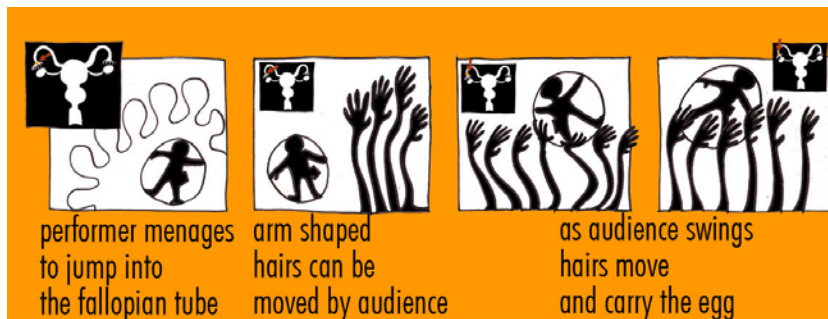 performer menages
to jump into
the fallopian tube
arm shaped
hairs can be
moved by audience
as audience swings
hairs move
and carry the egg